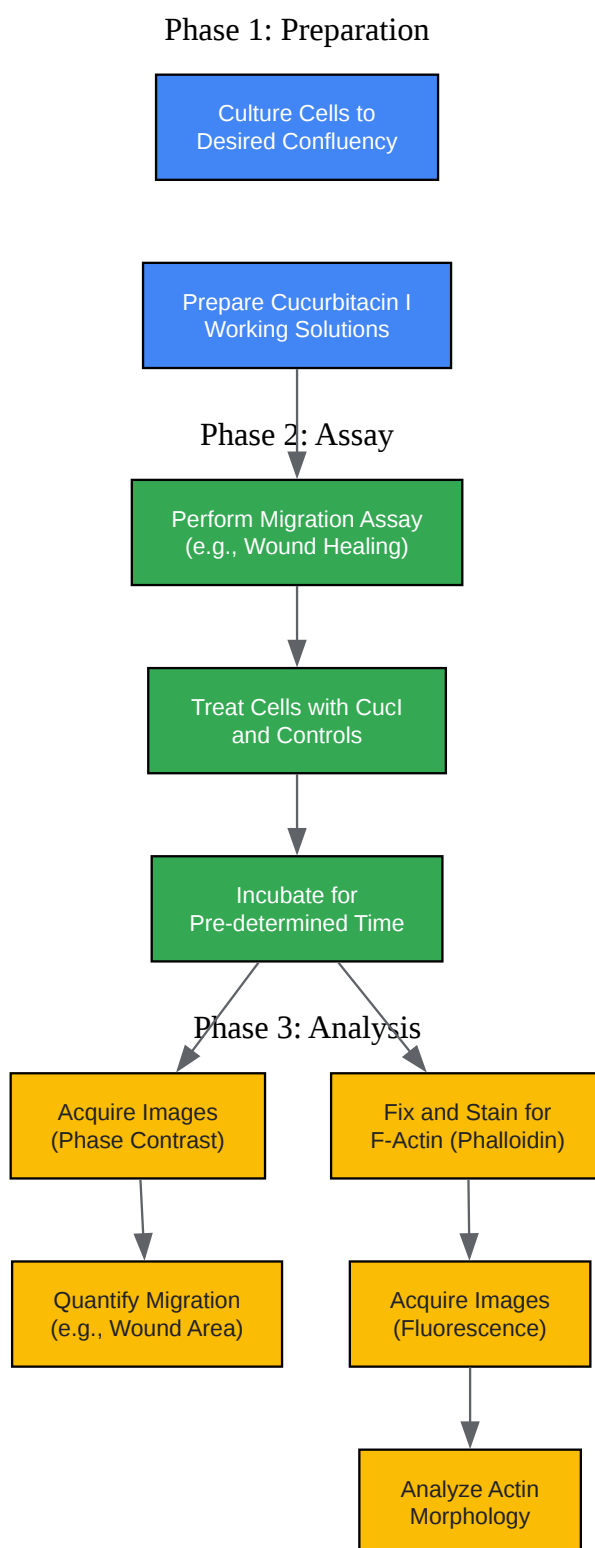 Phase 1: Preparation
Culture Cells to
Desired Confluency
Prepare Cucurbitacin I
Working Solutions
Phase 2: Assay
Perform Migration Assay
(e.g., Wound Healing)
Treat Cells with CucI
and Controls
Incubate for
Pre-determined Time
Phase 3: Analysis
Acquire Images
(Phase Contrast)
Fix and Stain for
F-Actin (Phalloidin)
Quantify Migration
(e.g., Wound Area)
Acquire Images
(Fluorescence)
Analyze Actin
Morphology